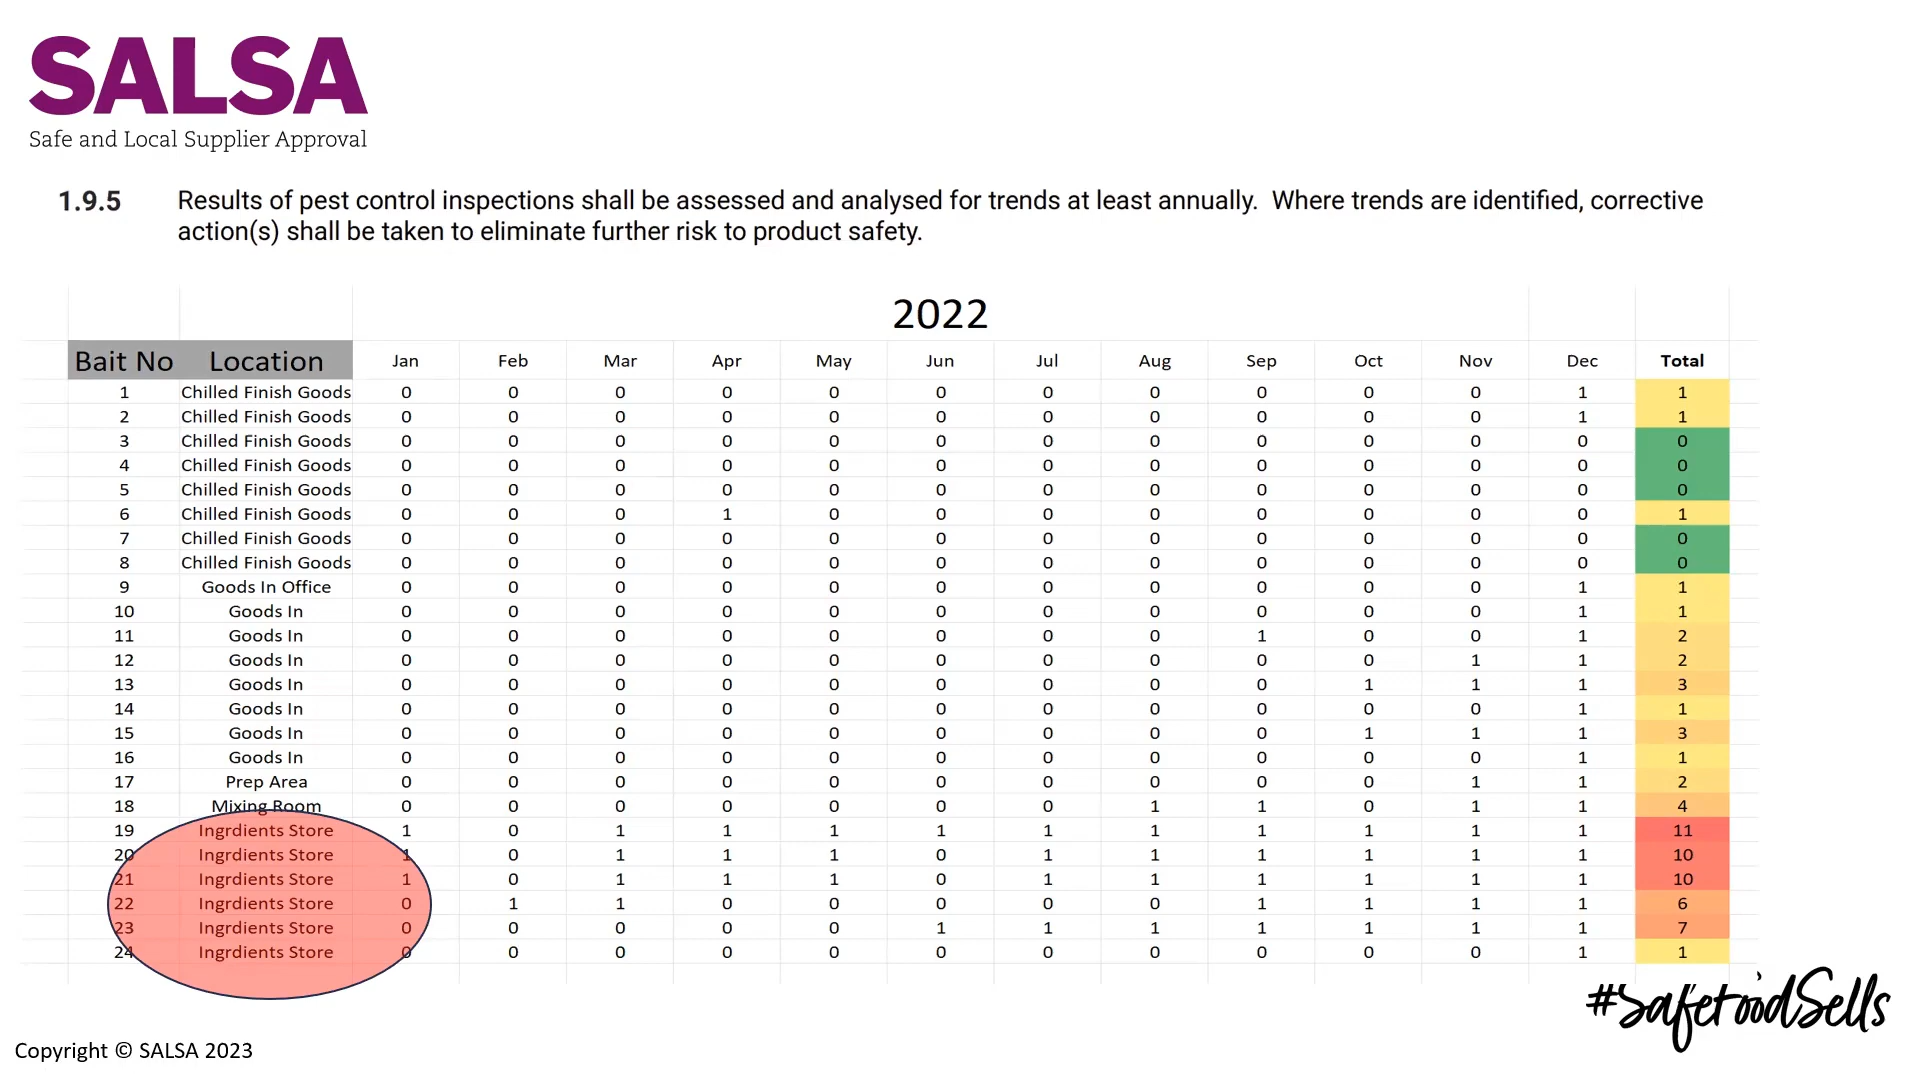 SALSA
Safe and Local Supplier Approval
1.9.5 Results of pest control inspections shall be assessed and analysed for trends at least annually. Where trends are identified, corrective
action(s) shall be taken to eliminate further risk to product safety.
2022
Bait No Location Jan Feb Mar Apr May Jun Jul Aug Sep Oct Nov Dec Total
1 Chilled Finish Goods 0 0 0 0 0 0 0 0 0 0 0 1 1
2 Chilled Finish Goods 0 0 0 0 0 0 0 0 0 0 0 1 1
3 Chilled Finish Goods 0 0 0 0 0 0 0 0 0 0 0 0 0
4 Chilled Finish Goods 0 0 0 0 0 0 0 0 0 0 0 0 0
5 Chilled Finish Goods 0 0 0 0 0 0 0 0 0 0 0 0 0
6 Chilled Finish Goods 0 0 0 1 0 0 0 0 0 0 0 0 1
7 Chilled Finish Goods 0 0 0 0 0 0 0 0 0 0 0 0 0
8 Chilled Finish Goods 0 0 0 0 0 0 0 0 0 0 0 0 0
9 Goods In Office 0 0 0 0 0 0 0 0 0 0 0 1 1
10 Goods In 0 0 0 0 0 0 0 0 0 0 0 1 1
11 Goods In 0 0 0 0 0 0 0 0 1 0 0 1 2
12 Goods In 0 0 0 0 0 0 0 0 0 0 1 1 2
13 Goods In 0 0 0 0 0 0 0 0 0 1 1 1 3
14 Goods In 0 0 0 0 0 0 0 0 0 0 0 1 1
15 Goods In 0 0 0 0 0 0 0 0 0 1 1 1 3
16 Goods In 0 0 0 0 0 0 0 0 0 0 0 1 1
17 Prep Area 0 0 0 0 0 0 0 0 0 0 1 1 2
18 Mixing Room 0 0 0 0 0 0 0 1 1 0 1 1 4
19 Ingrdients Store 1 0 1 1 1 1 1 1 1 1 1 1 11
20 Ingrdients Store 1 0 1 1 1 0 1 1 1 1 1 1 10
21 Ingrdients Store 1 0 1 1 1 0 1 1 1 1 1 1 10
22 Ingrdients Store 0 1 1 0 0 0 0 0 1 1 1 1 6
23 Ingrdients Store 0 0 0 0 0 1 1 1 1 1 1 1 7
24 Ingrdients Store 0 0 0 0 0 0 0 0 0 0 0 1 1
#SafeFoodSells
Copyright © SALSA 2023